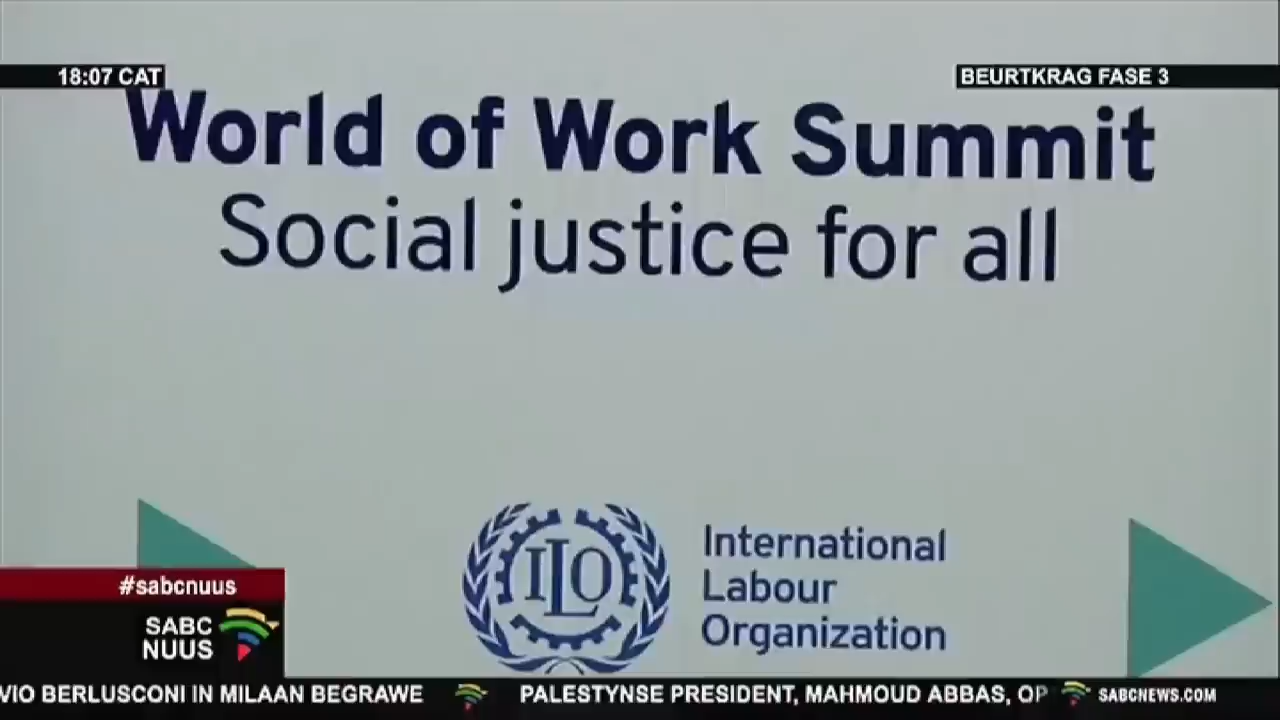 18:07 CAT
BEURTKRAG FASE 3
World of Work Summit
Social justice for all
ILO
International
Labour
Organization
#sabcnuus
SABC
NUUS
VIO BERLUSCONI IN MILAAN BEGRAWE
PALESTYNSE PRESIDENT, MAHMOUD ABBAS, OP
SABCNEWS.COM